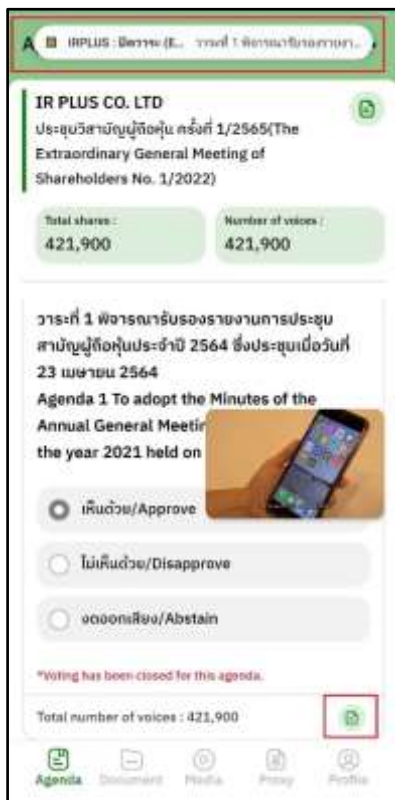 IRPLUS : ปิดวาระ (E... วาระที่ 1 พิจารณารับรองรายงา...
IR PLUS CO. LTD
ประชุมวิสามัญผู้ถือหุ้น ครั้งที่ 1/2565(The
Extraordinary General Meeting of
Shareholders No. 1/2022)
Total shares :
421,900
Number of voices :
421,900
วาระที่ 1 พิจารณารับรองรายงานการประชุม
สามัญผู้ถือหุ้นประจำปี 2564 ซึ่งประชุมเมื่อวันที่
23 เมษายน 2564
Agenda 1 To adopt the Minutes of the
Annual General Meetin
the year 2021 held on
เห็นด้วย/Approve
ไม่เห็นด้วย/Disapprove
งดออกเสียง/Abstain
*Voting has been closed for this agenda.
Total number of voices : 421,900
Agenda Document Media Proxy Profile